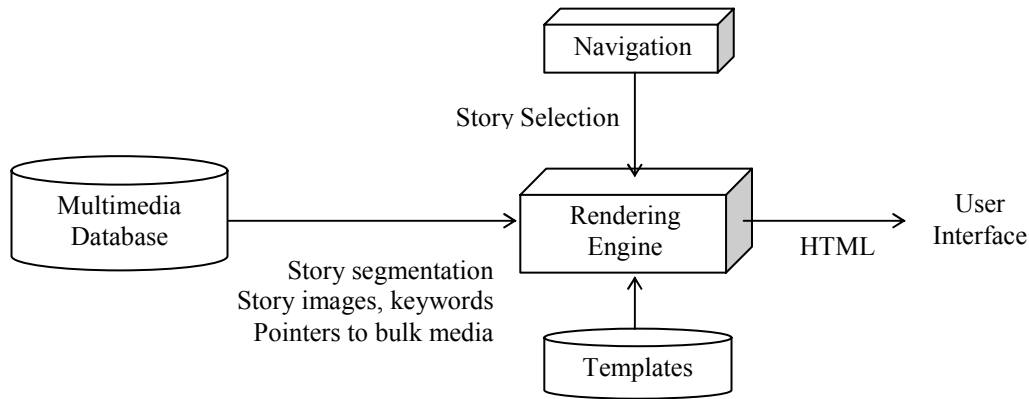 Navigation
Story Selection
Multimedia
Database
Rendering
Engine
HTML
User
Interface
Story segmentation
Story images, keywords
Pointers to bulk media
Templates